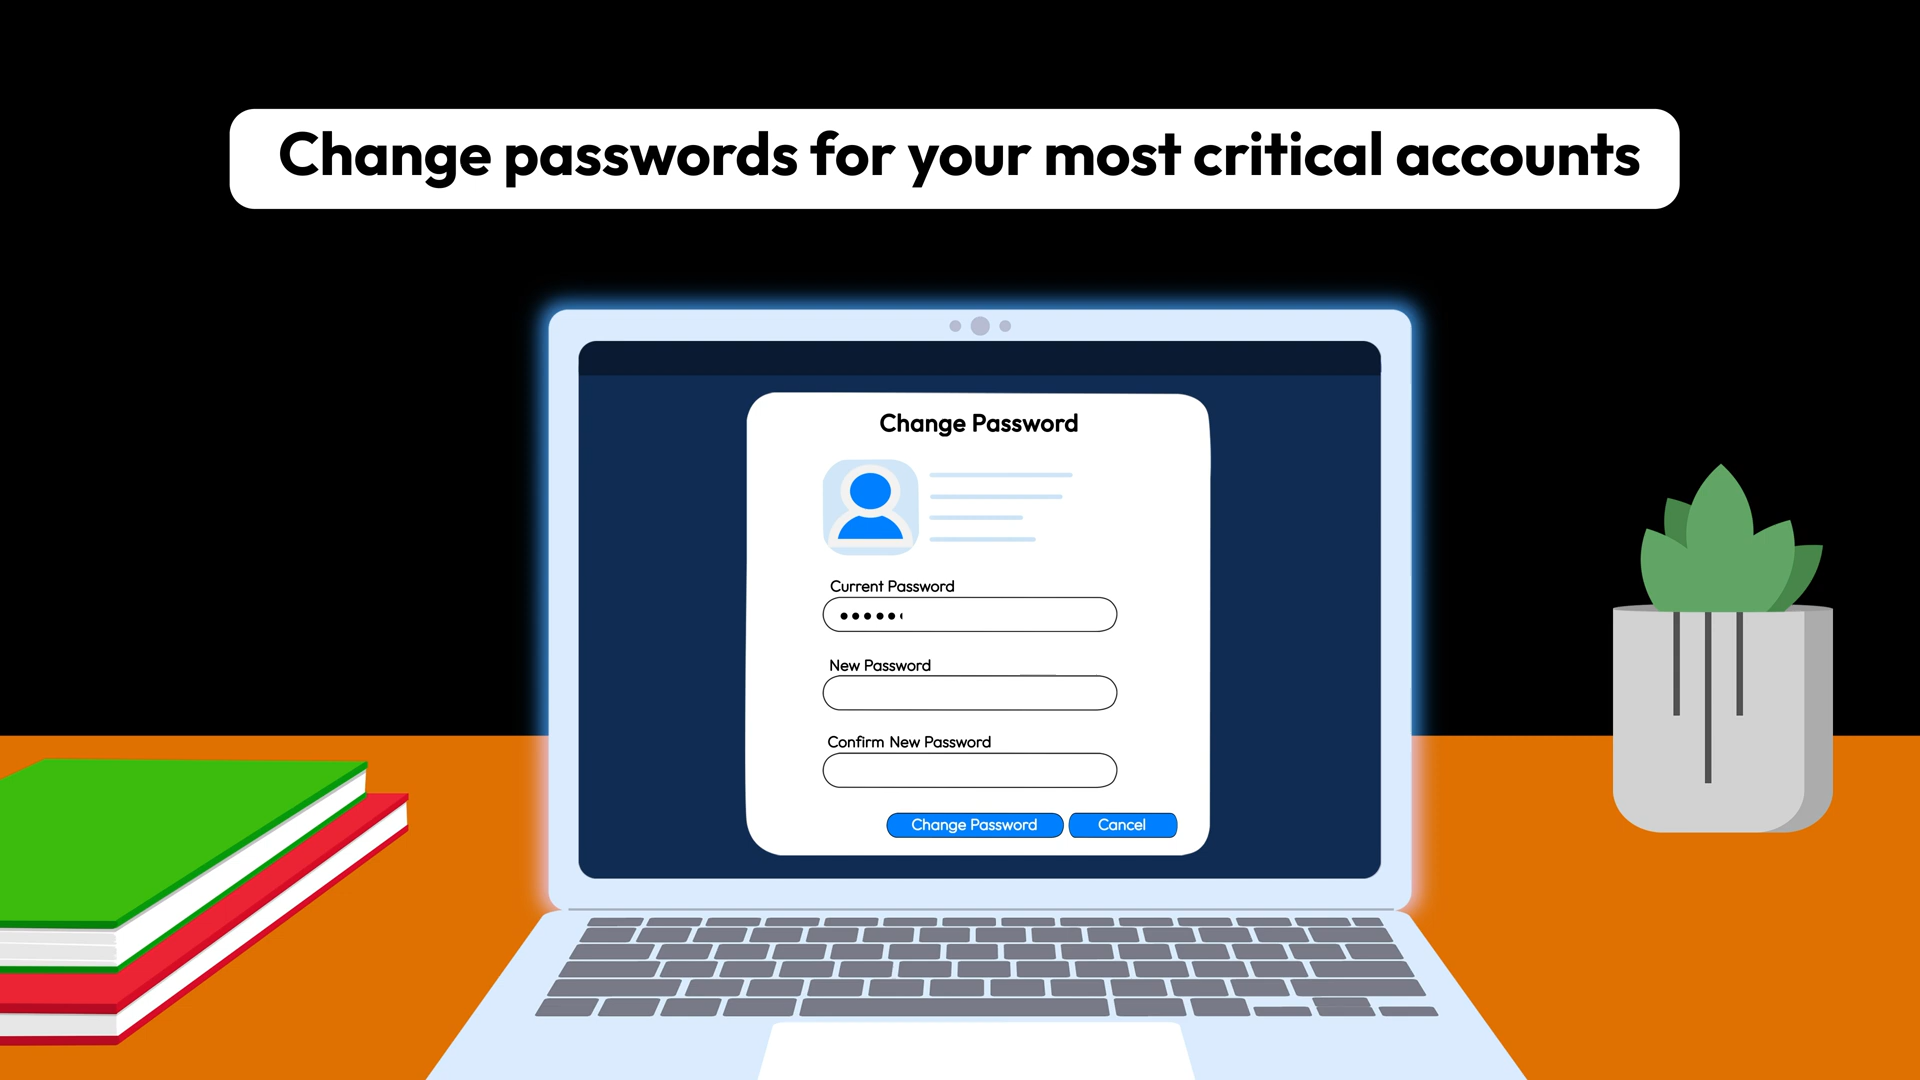 Change passwords for your most critical accounts
Change Password
Current Password
New Password
Confirm New Password
Change Password
Cancel